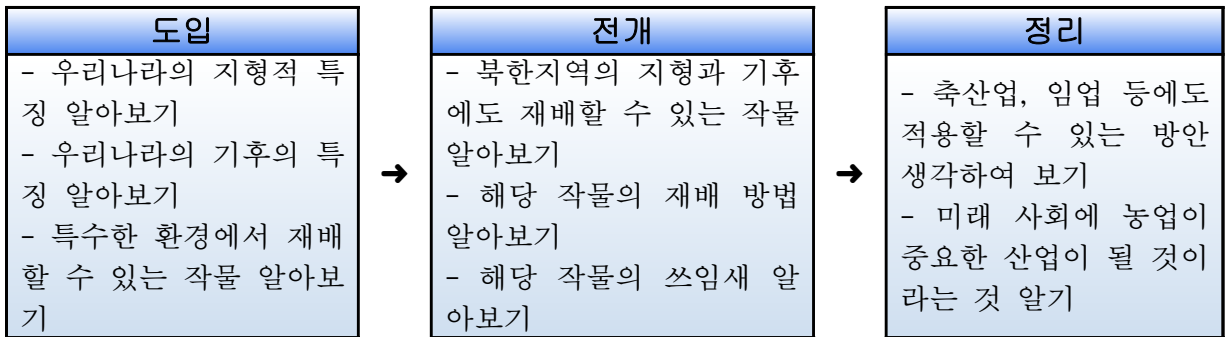 도입
- 우리나라의 지형적 특
징 알아보기
- 우리나라의 기후의 특
징 알아보기
- 특수한 환경에서 재배
할 수 있는 작물 알아보
기
➜
전개
- 북한지역의 지형과 기후
에도 재배할 수 있는 작물
알아보기
- 해당 작물의 재배 방법
알아보기
- 해당 작물의 쓰임새 알
아보기
➜
정리
- 축산업, 임업 등에도
적용할 수 있는 방안
생각하여 보기
- 미래 사회에 농업이
중요한 산업이 될 것이
라는 것 알기